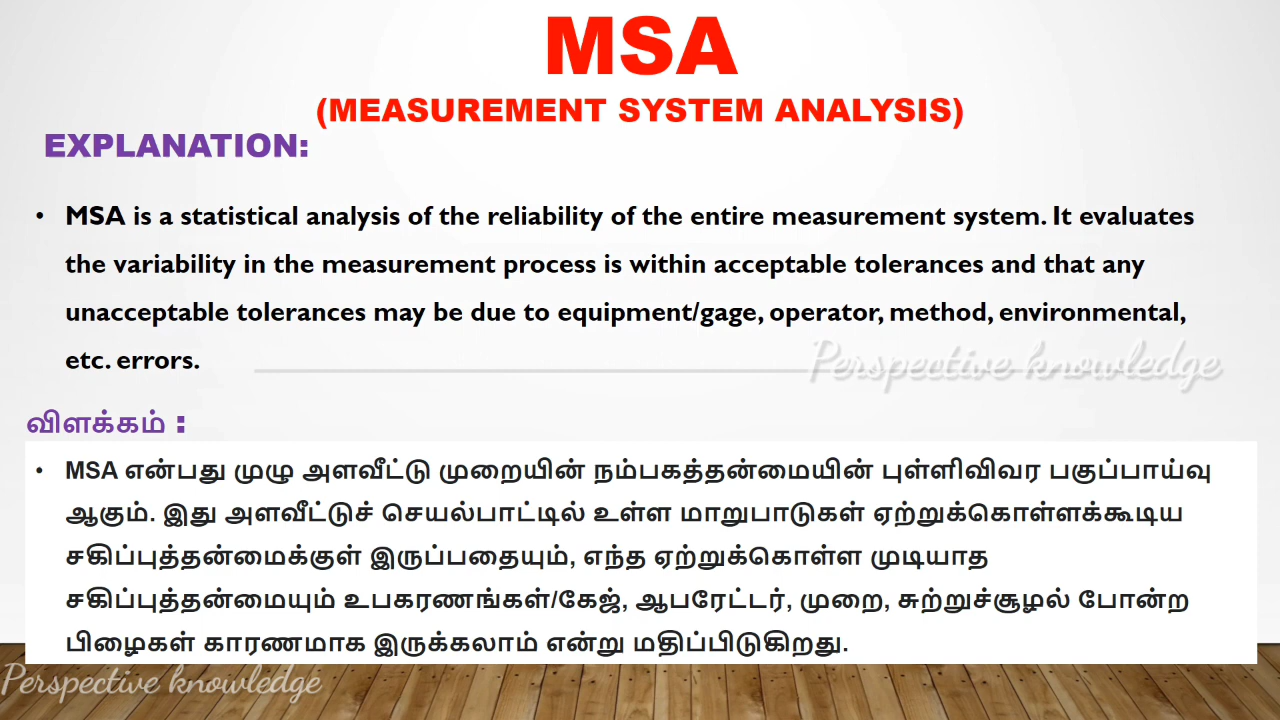 MSA
(MEASUREMENT SYSTEM ANALYSIS)
EXPLANATION:
• MSA is a statistical analysis of the reliability of the entire measurement system. It evaluates
the variability in the measurement process is within acceptable tolerances and that any
unacceptable tolerances may be due to equipment/gage, operator, method, environmental,
etc. errors.
Perspective knowledge
விளக்கம் :
• MSA என்பது முழு அளவீட்டு முறையின் நம்பகத்தன்மையின் புள்ளிவிவர பகுப்பாய்வு
ஆகும். இது அளவீட்டுச் செயல்பாட்டில் உள்ள மாறுபாடுகள் ஏற்றுக்கொள்ளக்கூடிய
சகிப்புத்தன்மைக்குள் இருப்பதையும், எந்த ஏற்றுக்கொள்ள முடியாத
சகிப்புத்தன்மையும் உபகரணங்கள்/கேஜ், ஆபரேட்டர், முறை, சுற்றுச்சூழல் போன்ற
பிழைகள் காரணமாக இருக்கலாம் என்று மதிப்பிடுகிறது.
Perspective knowledge